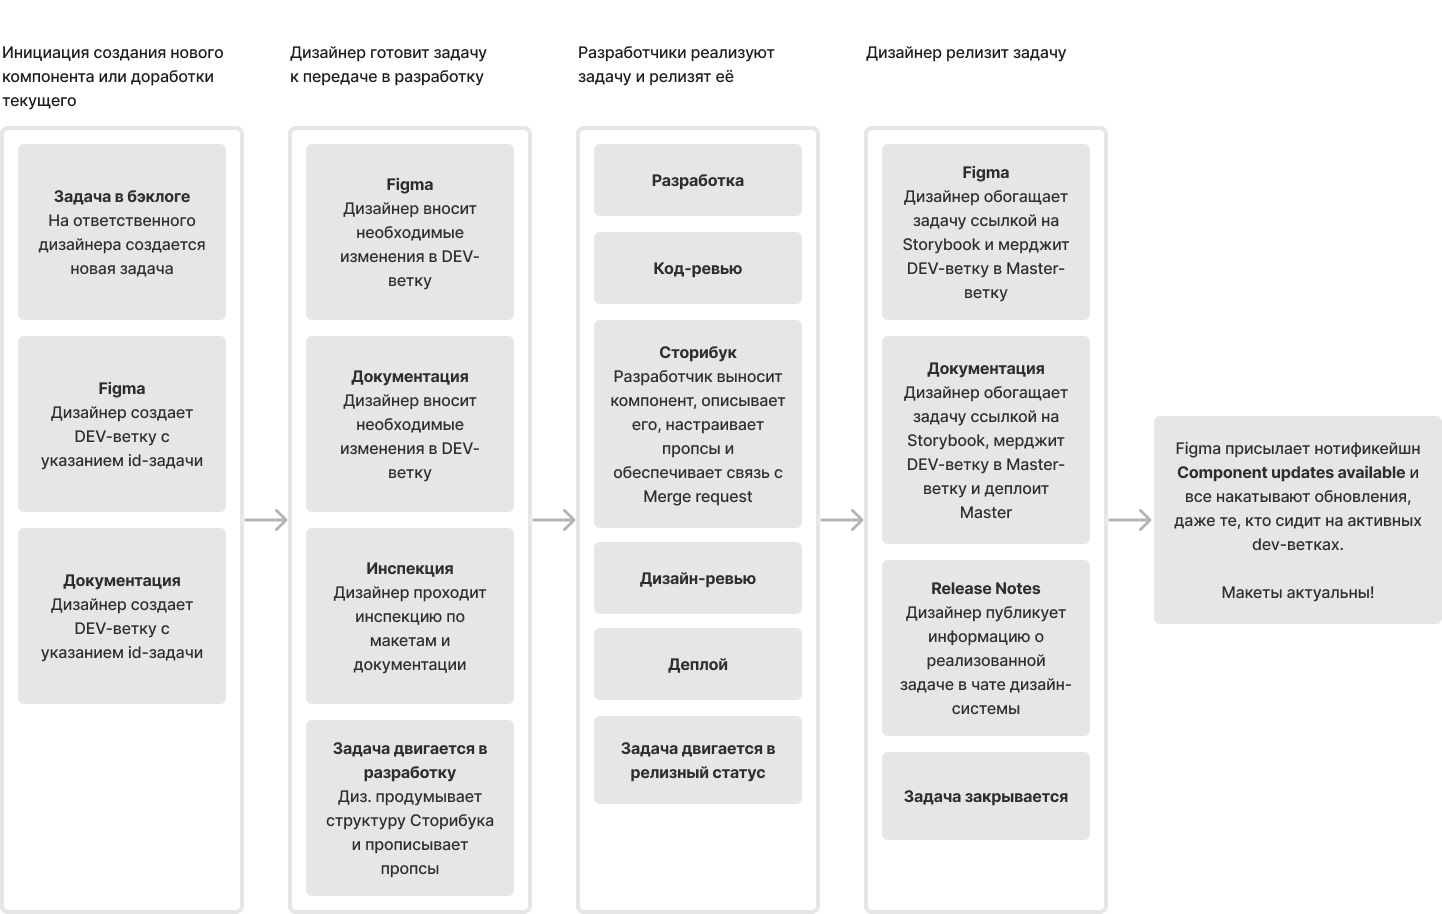 Инициация создания нового
компонента или доработки
текущего
Задача в бэклоге
На ответственного
дизайнера создается
новая задача
Figma
Дизайнер создает
DEV-ветку с
указанием id-задачи
Документация
Дизайнер создает
DEV-ветку с
указанием id-задачи
Дизайнер готовит задачу
к передаче в разработку
Figma
Дизайнер вносит
необходимые
изменения в DEV-
ветку
Документация
Дизайнер вносит
необходимые
изменения в DEV-
ветку
Инспекция
Дизайнер проходит
инспекцию по
макетам и
документации
Задача двигается в
разработку
Диз. продумывает
структуру Сторибука
и прописывает
пропсы
Разработчики реализуют
задачу и релизят её
Разработка
Код-ревью
Сторибук
Разработчик выносит
компонент, описывает
его, настраивает
пропсы и
обеспечивает связь с
Merge request
Дизайн-ревью
Деплой
Задача двигается в
релизный статус
Дизайнер релизит задачу
Figma
Дизайнер обогащает
задачу ссылкой на
Storybook и мерджит
DEV-ветку в Master-
ветку
Документация
Дизайнер обогащает
задачу ссылкой на
Storybook, мерджит
DEV-ветку в Master-
ветку и деплоит
Master
Release Notes
Дизайнер публикует
информацию о
реализованной
задаче в чате дизайн-
системы
Задача закрывается
Figma присылает нотификейшн
Component updates available и
все накатывают обновления,
даже те, кто сидит на активных
dev-ветках.
Макеты актуальны!